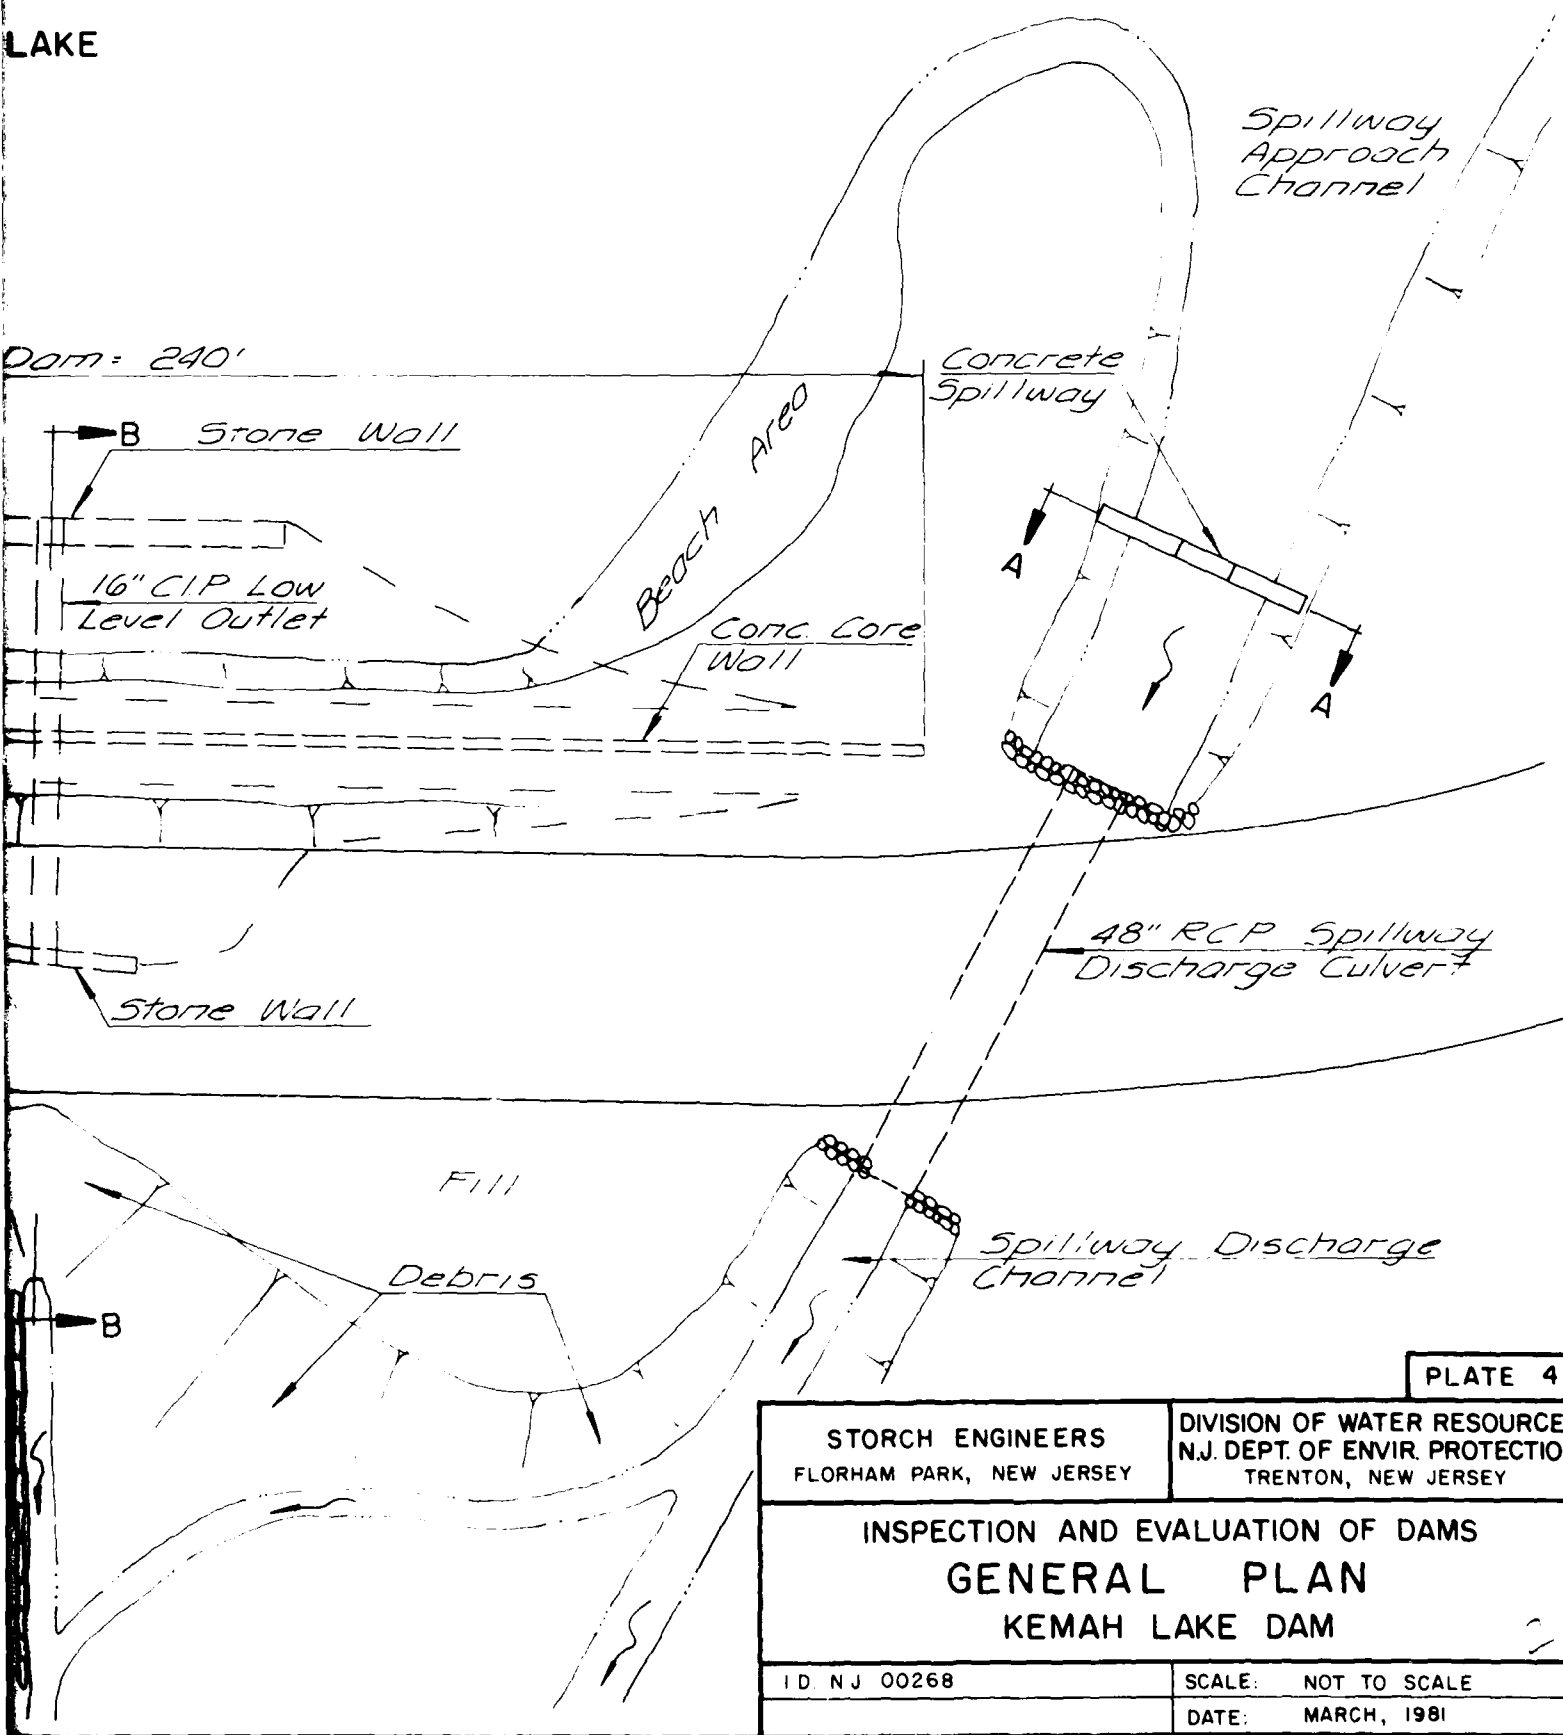 LAKE
Spillway
Approach
Channel
Dam = 240'
Concrete
Spillway
B
Stone Wall
Beach Area
A
A
16" C.I.P. Low
Level Outlet
Conc. Core
Wall
48" RCP Spillway
Discharge Culvert
Stone Wall
Fill
Spillway Discharge
Channel
Debris
B
PLATE 4
STORCH ENGINEERS
FLORHAM PARK, NEW JERSEY
DIVISION OF WATER RESOURCE
N.J. DEPT. OF ENVIR. PROTECTIO
TRENTON, NEW JERSEY
INSPECTION AND EVALUATION OF DAMS
GENERAL PLAN
KEMAH LAKE DAM
I.D. N.J. 00268
SCALE: NOT TO SCALE
DATE: MARCH, 1981